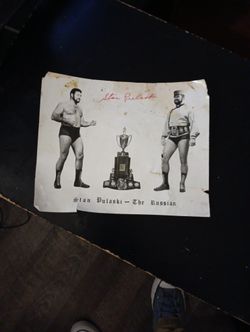 Stan Pulaski
Stan Pulaski — The Russian